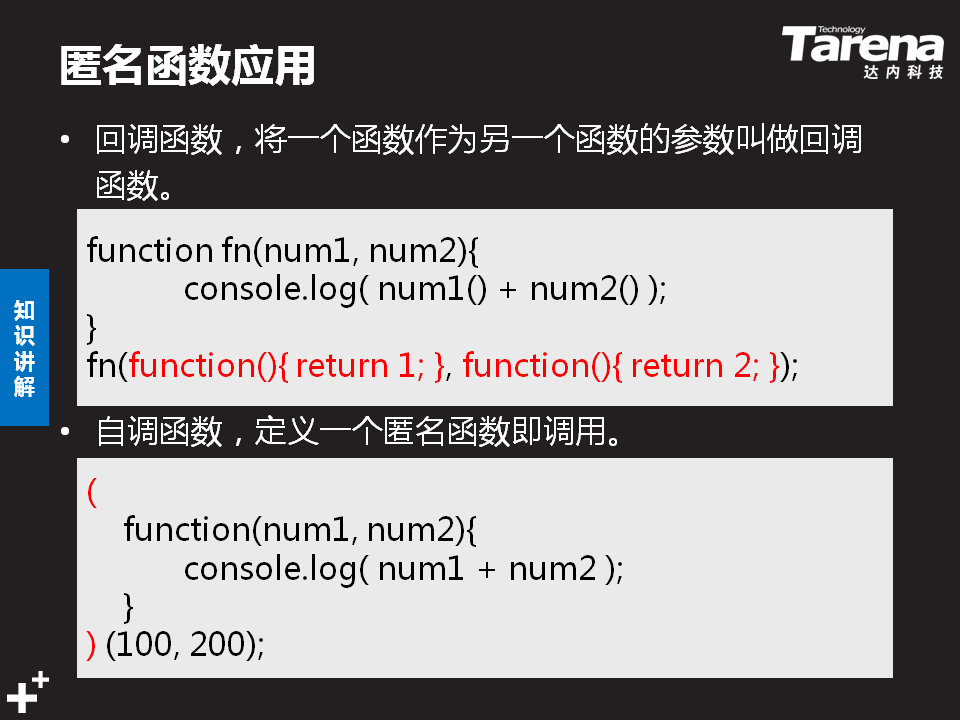 匿名函数应用
Technology
Tarena
达内科技
• 回调函数，将一个函数作为另一个函数的参数叫做回调
函数。
function fn(num1, num2){
console.log( num1() + num2() );
}
fn(function(){ return 1; }, function(){ return 2; });
知识讲解
• 自调函数，定义一个匿名函数即调用。
(
function(num1, num2){
console.log( num1 + num2 );
}
) (100, 200);